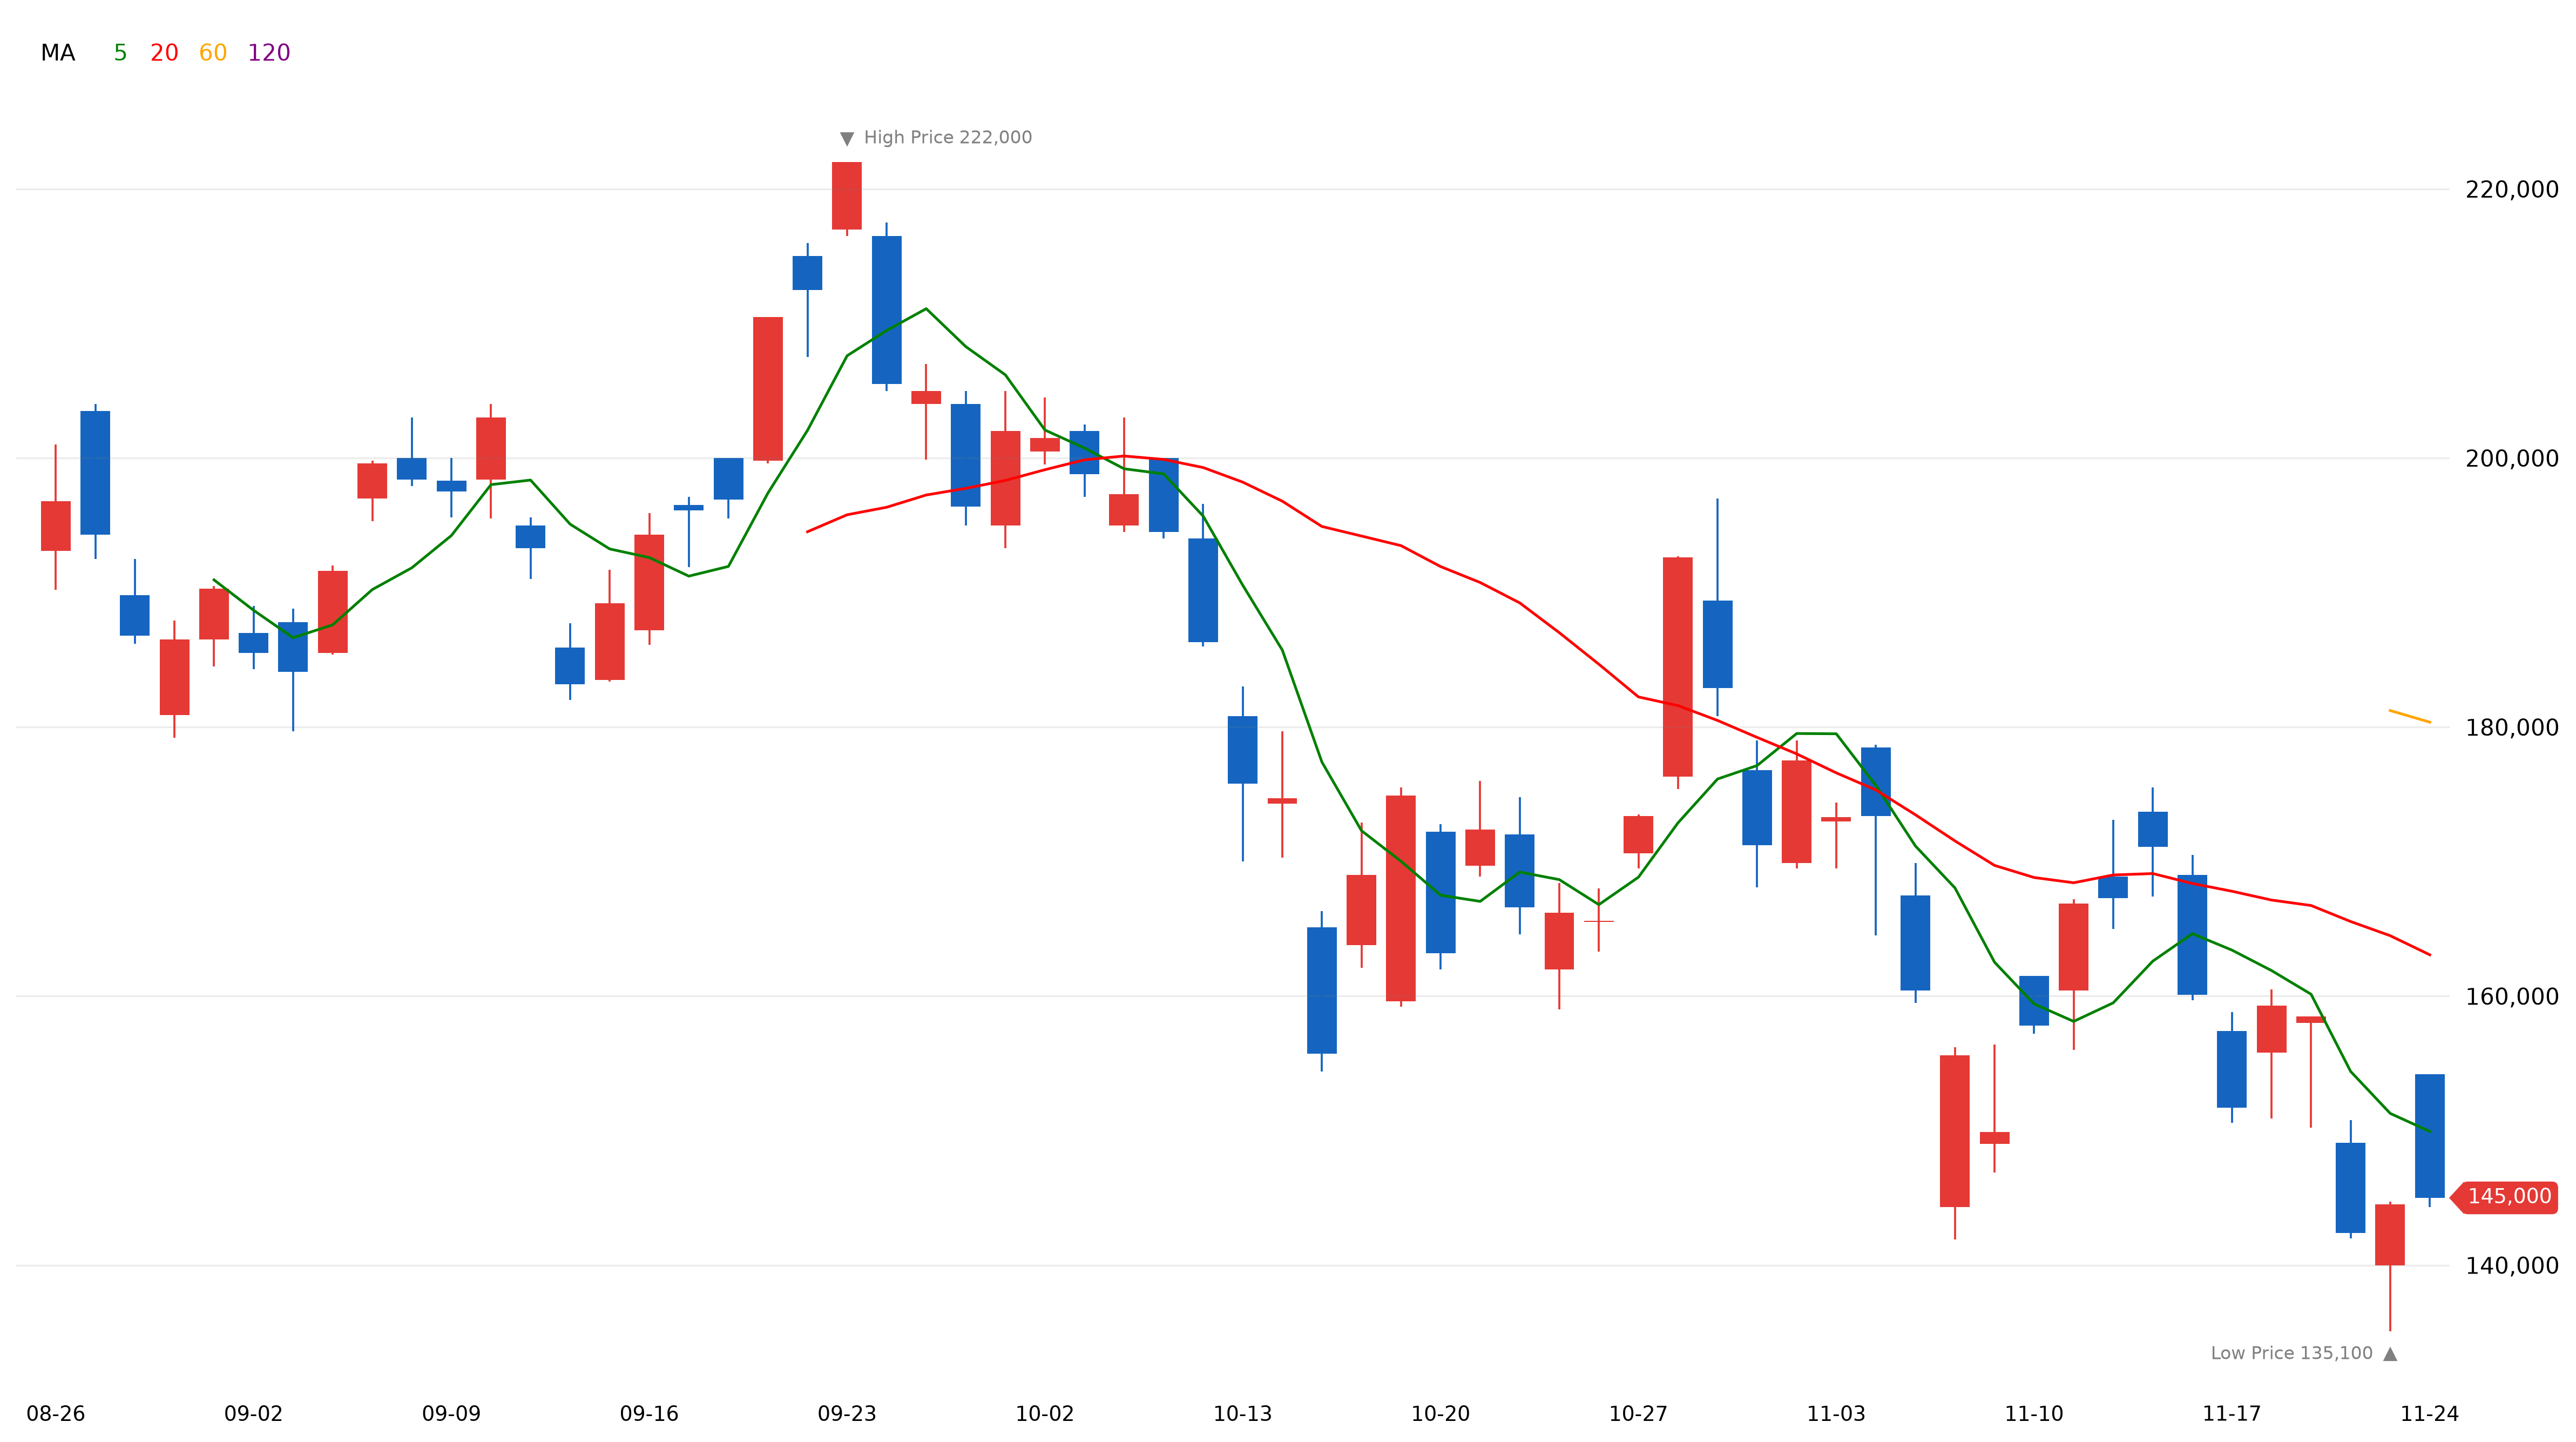 MA 5 20 60 120
▼ High Price 222,000
220,000
200,000
180,000
160,000
145,000
140,000
Low Price 135,100 ▲
08-26 09-02 09-09 09-16 09-23 10-02 10-13 10-20 10-27 11-03 11-10 11-17 11-24